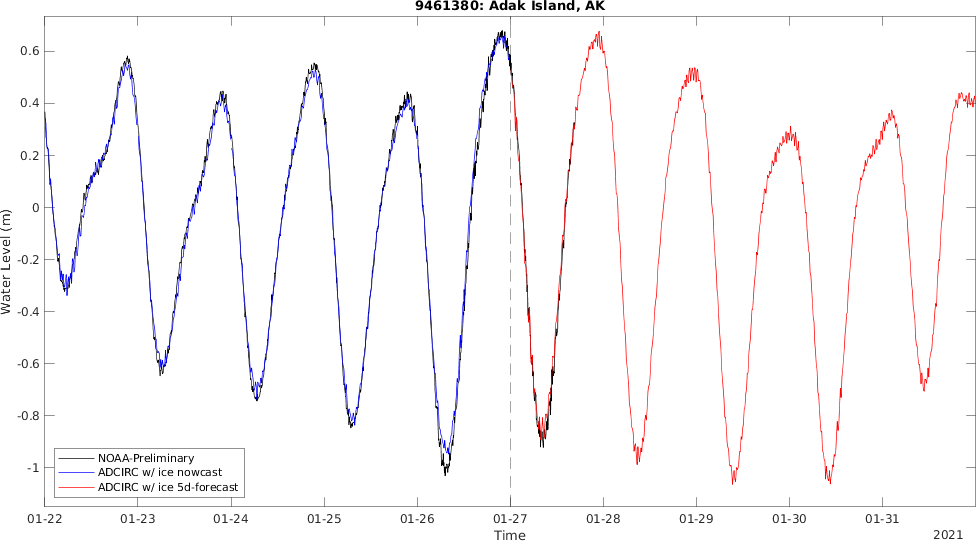 9461380: Adak Island, AK
Water Level (m)
0.6
0.4
0.2
0
-0.2
-0.4
-0.6
-0.8
-1
NOAA-Preliminary
ADCIRC w/ ice nowcast
ADCIRC w/ ice 5d-forecast
01-22 01-23 01-24 01-25 01-26 01-27 01-28 01-29 01-30 01-31
Time
2021